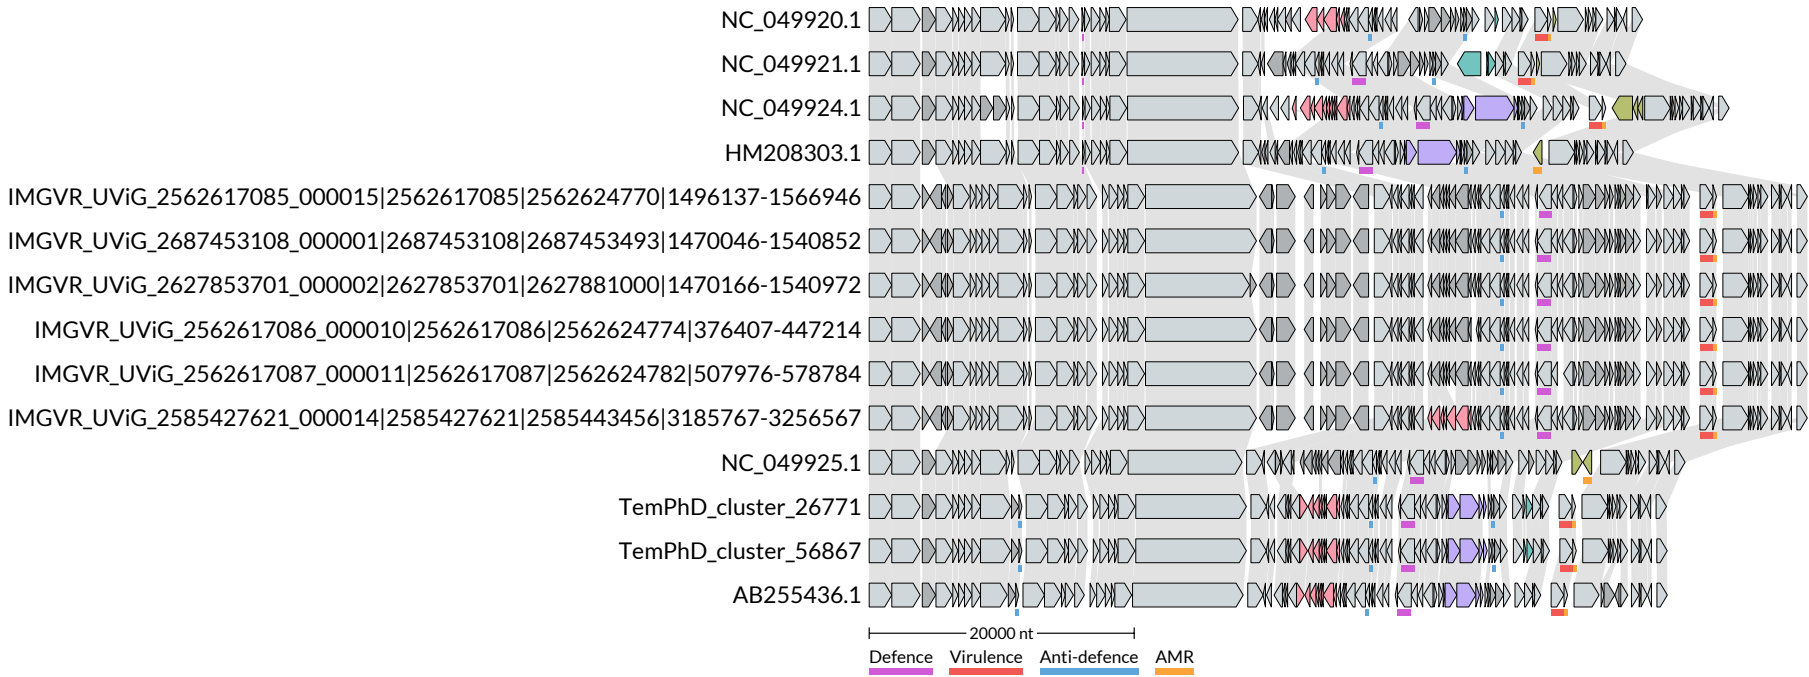 NC_049920.1
NC_049921.1
NC_049924.1
HM208303.1
IMGVR_UViG_2562617085_000015|2562617085|2562624770|1496137-1566946
IMGVR_UViG_2687453108_000001|2687453108|2687453493|1470046-1540852
IMGVR_UViG_2627853701_000002|2627853701|2627881000|1470166-1540972
IMGVR_UViG_2562617086_000010|2562617086|2562624774|376407-447214
IMGVR_UViG_2562617087_000011|2562617087|2562624782|507976-578784
IMGVR_UViG_2585427621_000014|2585427621|2585443456|3185767-3256567
NC_049925.1
TemPhD_cluster_26771
TemPhD_cluster_56867
AB255436.1
20000 nt
Defence Virulence Anti-defence AMR